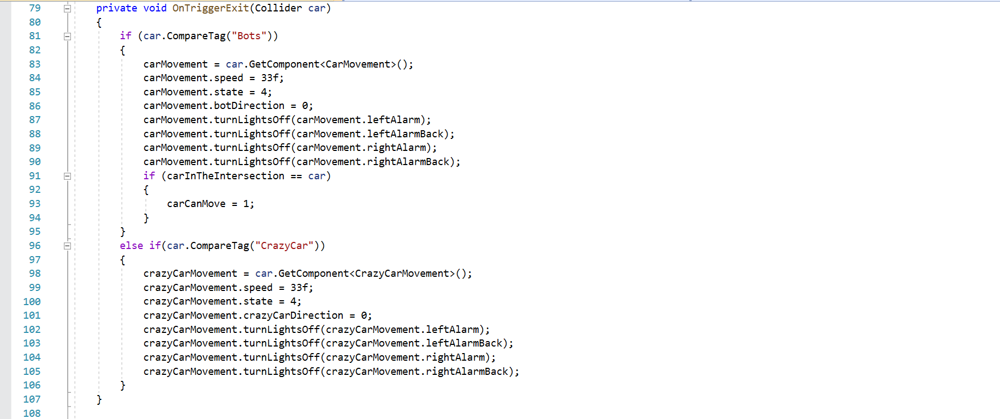 79 private void OnTriggerExit(Collider car)
80 {
81 if (car.CompareTag("Bots"))
82 {
83 carMovement = car.GetComponent<CarMovement>();
84 carMovement.speed = 33f;
85 carMovement.state = 4;
86 carMovement.botDirection = 0;
87 carMovement.turnLightsOff(carMovement.leftAlarm);
88 carMovement.turnLightsOff(carMovement.leftAlarmBack);
89 carMovement.turnLightsOff(carMovement.rightAlarm);
90 carMovement.turnLightsOff(carMovement.rightAlarmBack);
91 if (carInTheIntersection == car)
92 {
93 carCanMove = 1;
94 }
95 }
96 else if(car.CompareTag("CrazyCar"))
97 {
98 crazyCarMovement = car.GetComponent<CrazyCarMovement>();
99 crazyCarMovement.speed = 33f;
100 crazyCarMovement.state = 4;
101 crazyCarMovement.crazyCarDirection = 0;
102 crazyCarMovement.turnLightsOff(crazyCarMovement.leftAlarm);
103 crazyCarMovement.turnLightsOff(crazyCarMovement.leftAlarmBack);
104 crazyCarMovement.turnLightsOff(crazyCarMovement.rightAlarm);
105 crazyCarMovement.turnLightsOff(crazyCarMovement.rightAlarmBack);
106 }
107 }
108